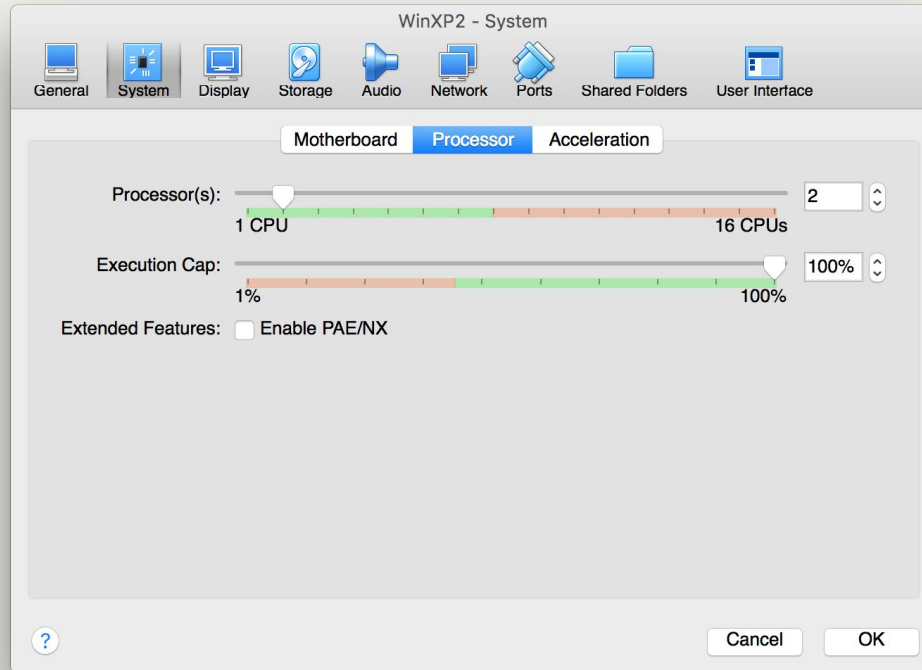 WinXP2 - System
General System Display Storage Audio Network Ports Shared Folders User Interface
Motherboard Processor Acceleration
Processor(s): 2
1 CPU 16 CPUs
Execution Cap: 100%
1% 100%
Extended Features: Enable PAE/NX
? Cancel OK